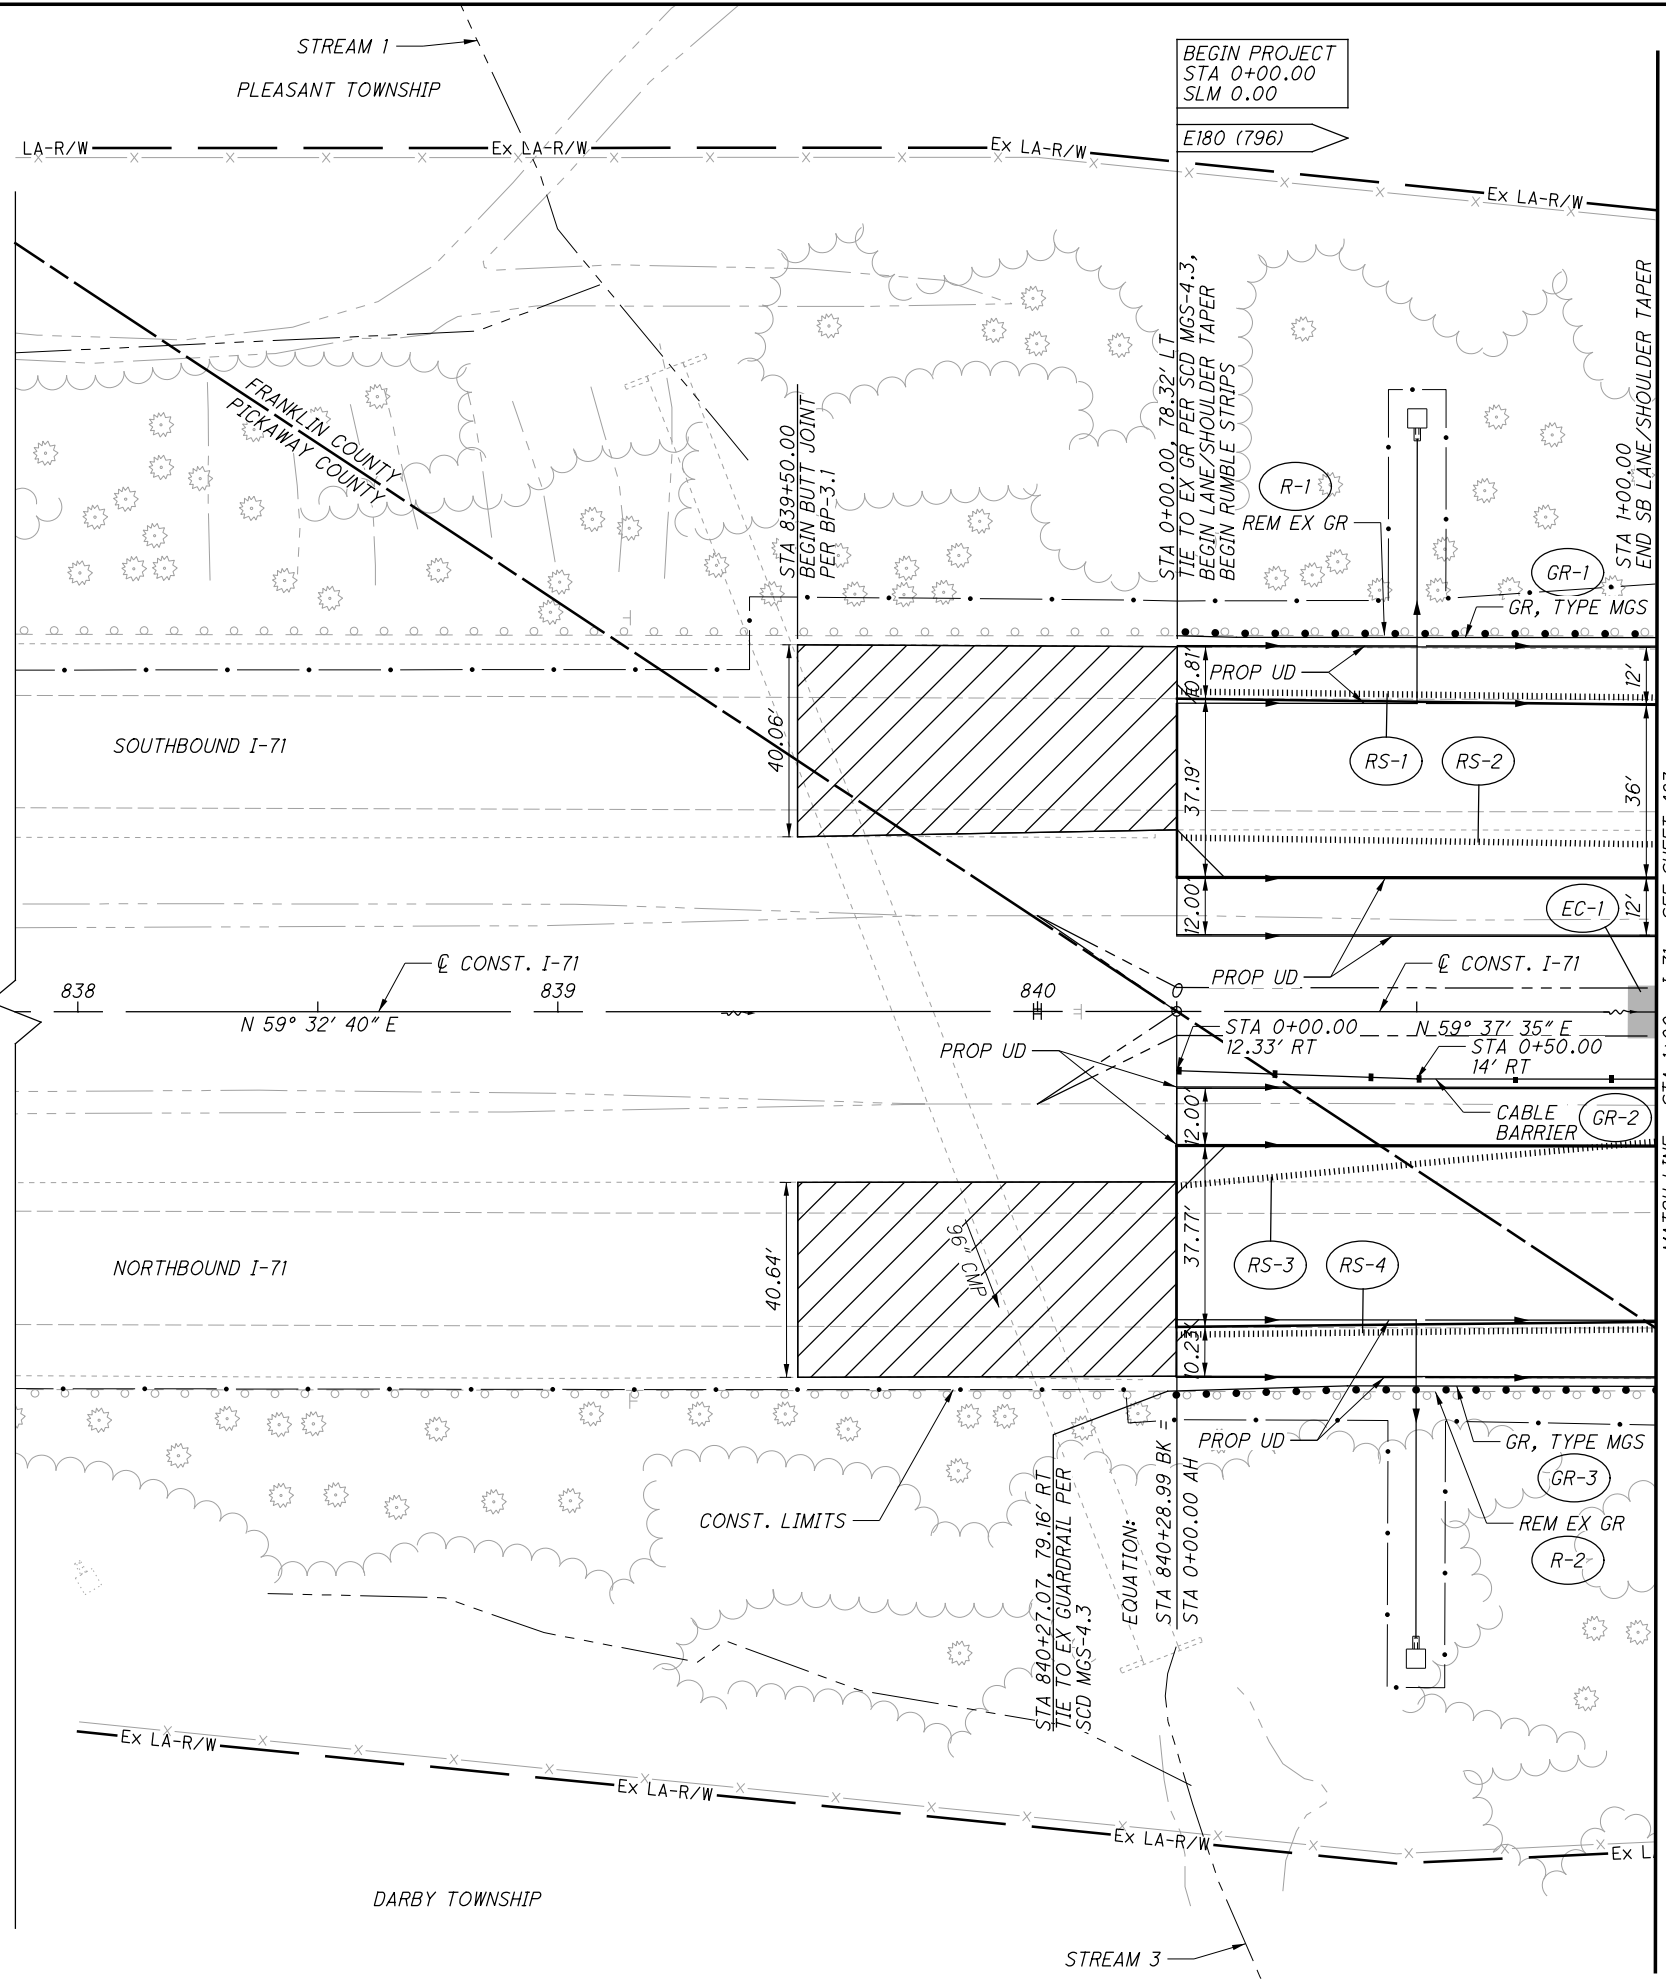 STREAM 1
PLEASANT TOWNSHIP
BEGIN PROJECT
STA 0+00.00
SLM 0.00
E180 (796)
LA-R/W
Ex LA-R/W
Ex LA-R/W
Ex LA-R/W
FRANKLIN COUNTY
PICKAWAY COUNTY
STA 839+50.00
BEGIN BUTT JOINT
PER BP-3.1
STA 0+00.00, 78.32' LT
TIE TO EX GR PER SCD MGS-4.3,
BEGIN LANE/SHOULDER TAPER
BEGIN RUMBLE STRIPS
R-1
REM EX GR
STA 1+00.00
END SB LANE/SHOULDER TAPER
GR-1
GR, TYPE MGS
10.81'
PROP UD
12'
SOUTHBOUND I-71
40.06'
37.19'
RS-1
RS-2
36'
12.00'
EC-1
12'
℄ CONST. I-71
PROP UD
℄ CONST. I-71
838
839
840
0
N 59° 32' 40" E
STA 0+00.00
12.33' RT
N 59° 37' 35" E
STA 0+50.00
14' RT
PROP UD
12.00'
CABLE
BARRIER
GR-2
40.64'
37.77'
96" CMP
RS-3
RS-4
NORTHBOUND I-71
10.23'
PROP UD
GR, TYPE MGS
GR-3
CONST. LIMITS
REM EX GR
R-2
STA 840+27.07, 79.16' RT
TIE TO EX GUARDRAIL PER
SCD MGS-4.3
EQUATION:
STA 840+28.99 BK =
STA 0+00.00 AH
Ex LA-R/W
Ex LA-R/W
Ex LA-R/W
Ex L
DARBY TOWNSHIP
STREAM 3